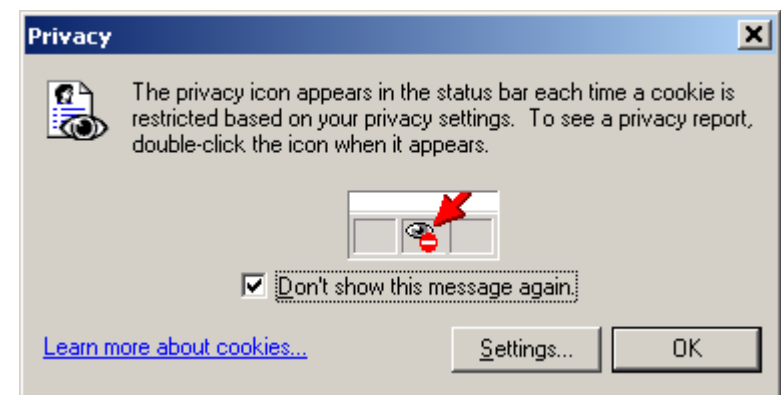 Privacy
The privacy icon appears in the status bar each time a cookie is
restricted based on your privacy settings.  To see a privacy report,
double-click the icon when it appears.
Don't show this message again.
Learn more about cookies...
Settings...
OK